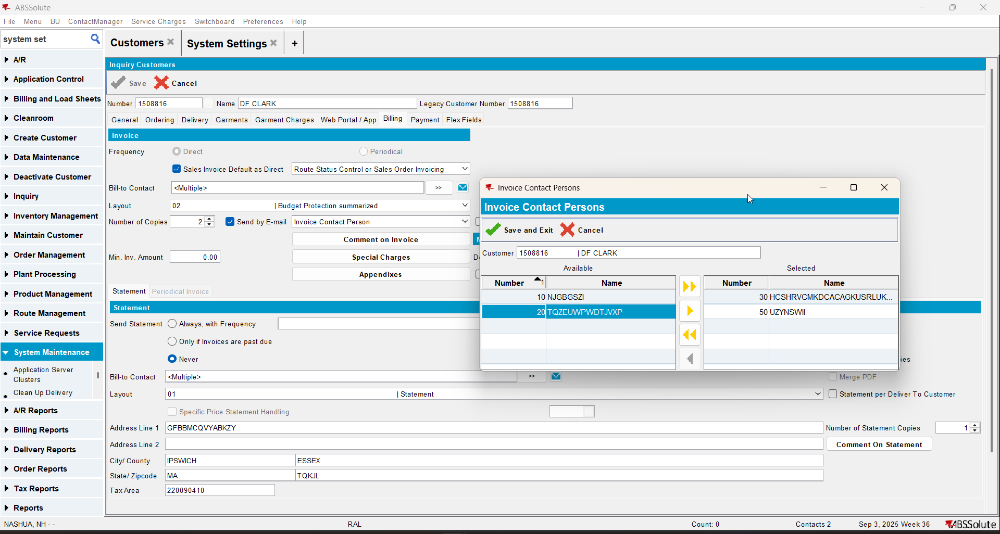 ABSSolute
File Menu BU ContactManager Service Charges Switchboard Preferences Help
system set
Customers
System Settings
+
A/R
Application Control
Billing and Load Sheets
Cleanroom
Create Customer
Data Maintenance
Deactivate Customer
Inquiry
Inventory Management
Maintain Customer
Order Management
Plant Processing
Product Management
Route Management
Service Requests
System Maintenance
Application Server
Clusters
Clean Up Delivery
A/R Reports
Billing Reports
Delivery Reports
Order Reports
Tax Reports
Reports
Inquiry Customers
Save Cancel
Number 1508816 ... Name DF CLARK Legacy Customer Number 1508816
General Ordering Delivery Garments Garment Charges Web Portal / App Billing Payment Flex Fields
Invoice
Frequency Direct Periodical
Sales Invoice Default as Direct Route Status Control or Sales Order Invoicing
Bill-to Contact <Multiple> >>
Layout 02 | Budget Protection summarized
Number of Copies 2 Send by E-mail Invoice Contact Person
Comment on Invoice
Min. Inv. Amount 0.00 Special Charges
Appendixes
Statement Periodical Invoice
Statement
Send Statement Always, with Frequency
Only if Invoices are past due
Never
Bill-to Contact <Multiple> >>
Merge PDF
Layout 01 | Statement Statement per Deliver To Customer
Specific Price Statement Handling ...
Address Line 1 GFBBMCQVYABKZY Number of Statement Copies 1
Address Line 2 Comment On Statement
City/ County IPSWICH ESSEX
State/ Zipcode MA TQKJL
Tax Area 220090410
Invoice Contact Persons
Invoice Contact Persons
Save and Exit Cancel
Customer 1508816 | DF CLARK
Available Selected
Number 1 Name Number Name
10 NJGBGSZI 30 HCSHRVCMKDCACAGKUSRLUK...
20 TQZEUWPWDTJVXP 50 UZYNSWII
NASHUA, NH - - RAL Count: 0 Contacts 2 Sep 3, 2025 Week 36 ABSSolute